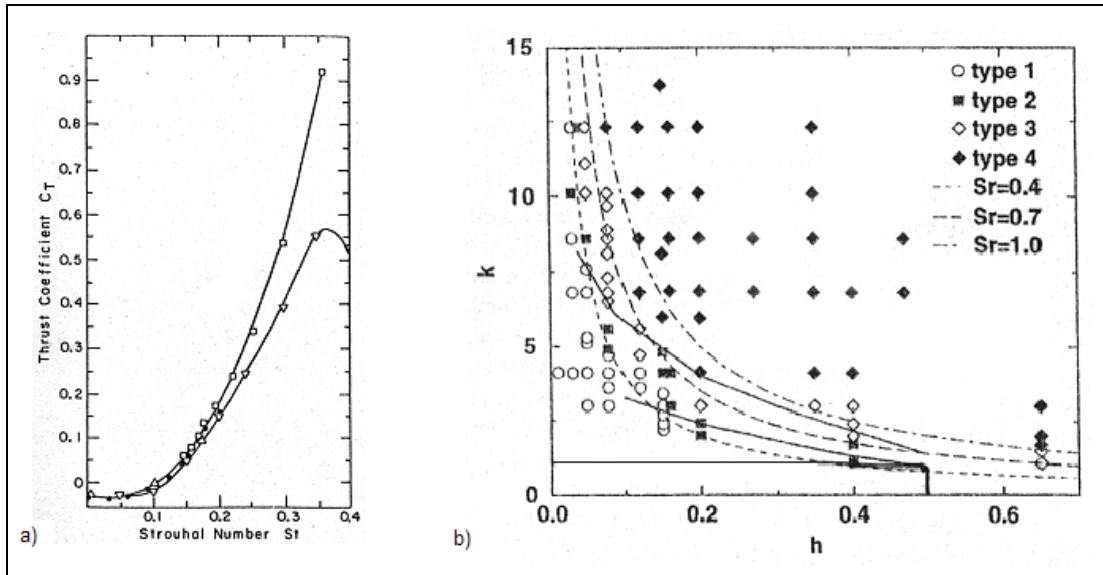 0.9
0.8
0.7
0.6
0.5
0.4
0.3
0.2
0.1
0
0.1
0.2
0.3
0.4
Thrust Coefficient CT
Strouhal Number St
a)
15
10
5
0
0.0
0.2
0.4
0.6
k
h
type 1
type 2
type 3
type 4
Sr=0.4
Sr=0.7
Sr=1.0
b)